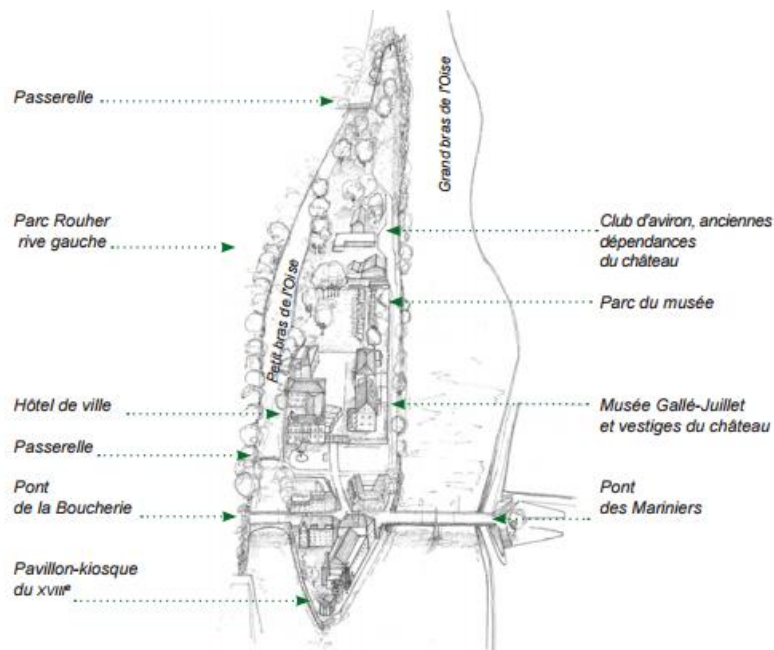 Passerelle
Parc Rouher
rive gauche
Hôtel de ville
Passerelle
Pont
de la Boucherie
Pavillon-kiosque
du XVIIIe
Petit bras de l'Oise
Grand bras de l'Oise
Club d'aviron, anciennes
dépendances
du château
Parc du musée
Musée Gallé-Juillet
et vestiges du château
Pont
des Mariniers